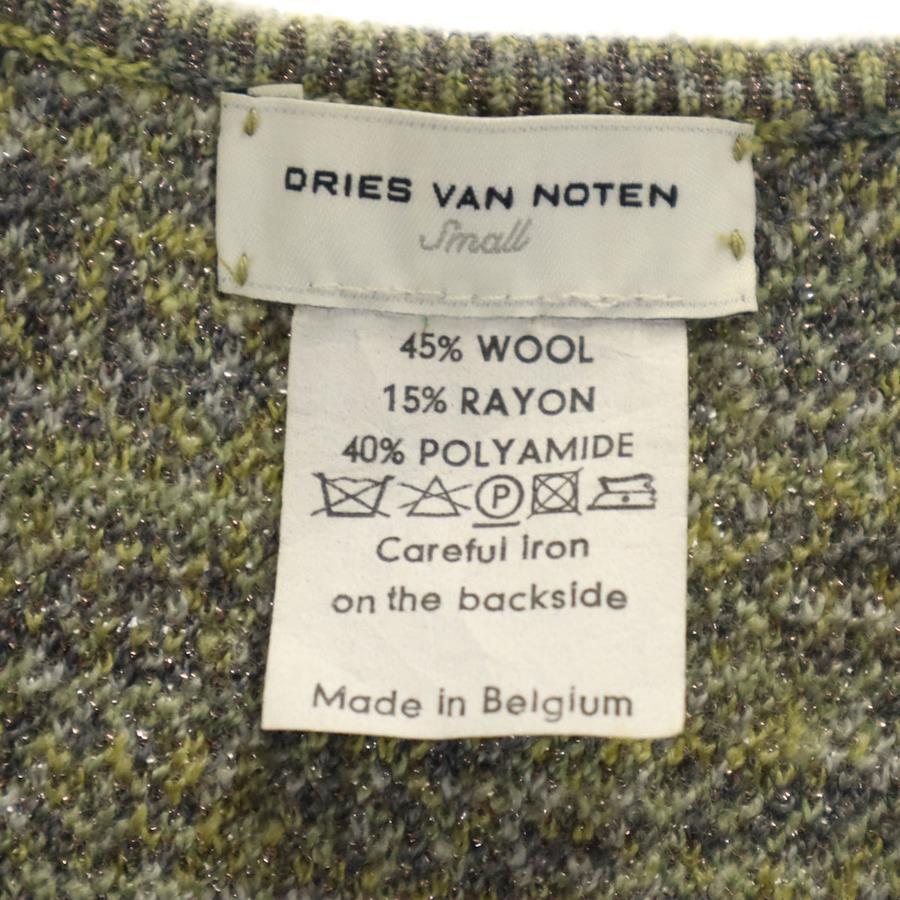 DRIES VAN NOTEN
Small
45% WOOL
15% RAYON
40% POLYAMIDE
P
Careful iron
on the backside
Made in Belgium